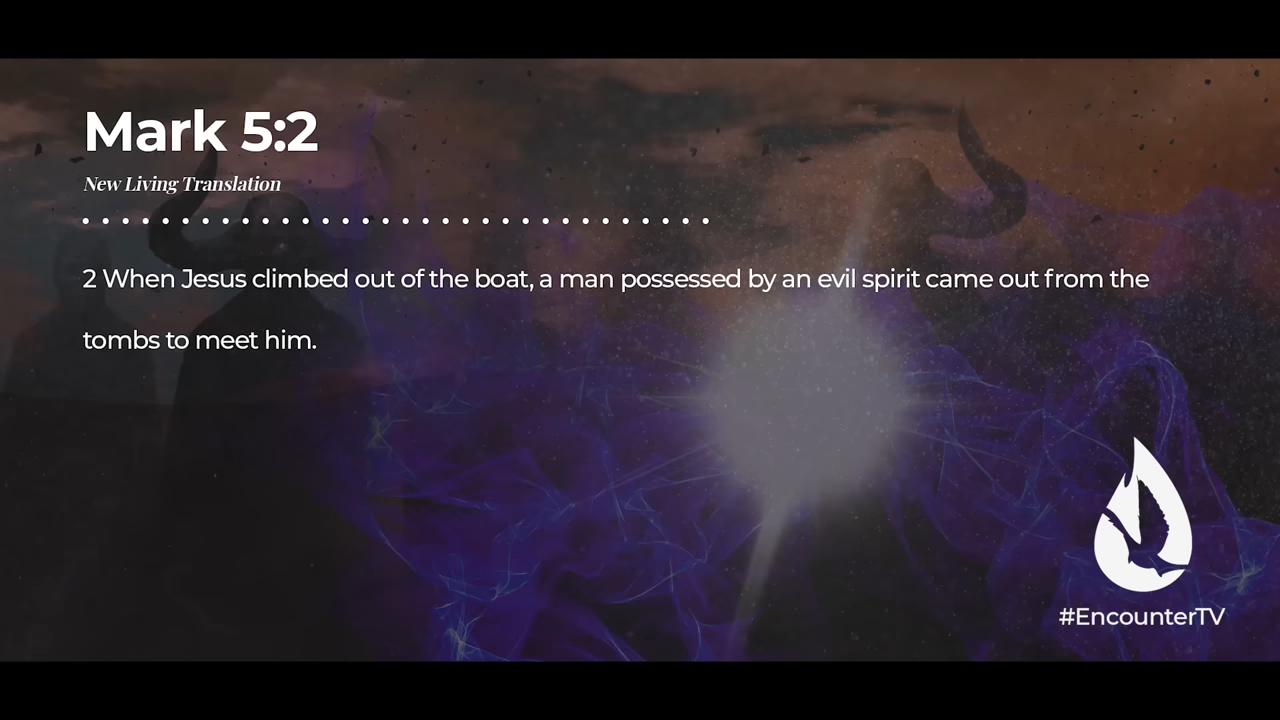 Mark 5:2
New Living Translation
2 When Jesus climbed out of the boat, a man possessed by an evil spirit came out from the
tombs to meet him.
#EncounterTV